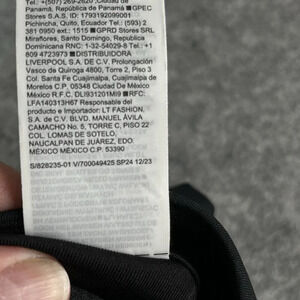 Tel.: +(507) 269-2620 ,Ciudad de
Panamá, República de Panamá ■ GPEC
Stores S.A.S. ID: 1793192099001
Pichincha, Quito, Ecuador Tel.: (593) 2
381 0950 ext.: 1515 ■ GPRD Stores SRL
Miraflores, Santo Domingo, República
Dominicana RNC: 1-32-54029-8 Tel.: +1
809 4723973 ■ DISTRIBUIDORA
LIVERPOOL S.A. DE C.V. Prolongación
Vasco de Quiroga 4800, Torre 2, Piso 3
Col. Santa Fe Cuajimalpa, Cuajimalpa de
Morelos C.P. 05348 Ciudad De México
México R.F.C. DLI931201MI9 ■ RFC:
LFA140313H67 Responsable del
producto e Importador: LT FASHION,
S.A. de C.V. BLVD. MANUEL ÁVILA
CAMACHO No 5, TORRE C, PISO 22
COL. LOMAS DE SOTELO,
NAUCALPAN DE JUÁREZ, EDO.
MÉXICO MÉXICO C.P. 53390
S/828235-01 V/700049425 SP24 12/23